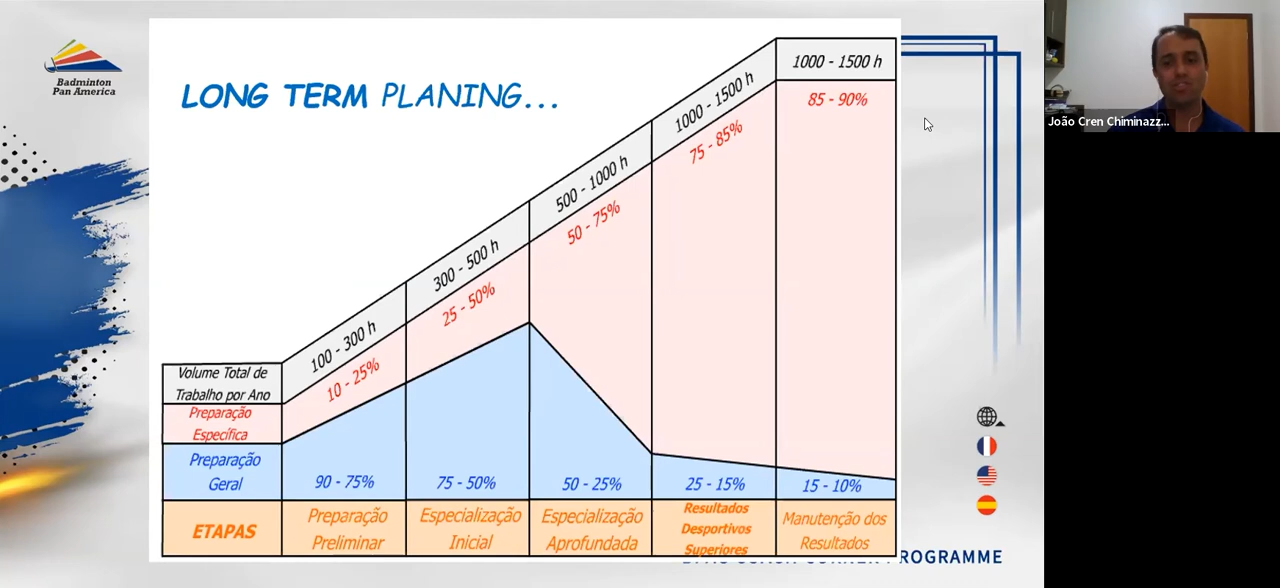 Badminton
Pan America
LONG TERM PLANING...
1000 - 1500 h
85 - 90%
1000 - 1500 h
75 - 85%
500 - 1000 h
50 - 75%
300 - 500 h
25 - 50%
100 - 300 h
10 - 25%
Volume Total de
Trabalho por Ano
Preparação
Específica
Preparação
Geral
90 - 75%
75 - 50%
50 - 25%
25 - 15%
15 - 10%
ETAPAS
Preparação
Preliminar
Especialização
Inicial
Especialização
Aprofundada
Resultados
Desportivos
Superiores
Manutenção dos
Resultados
COACH CORNER PROGRAMME
João Cren Chiminazz...